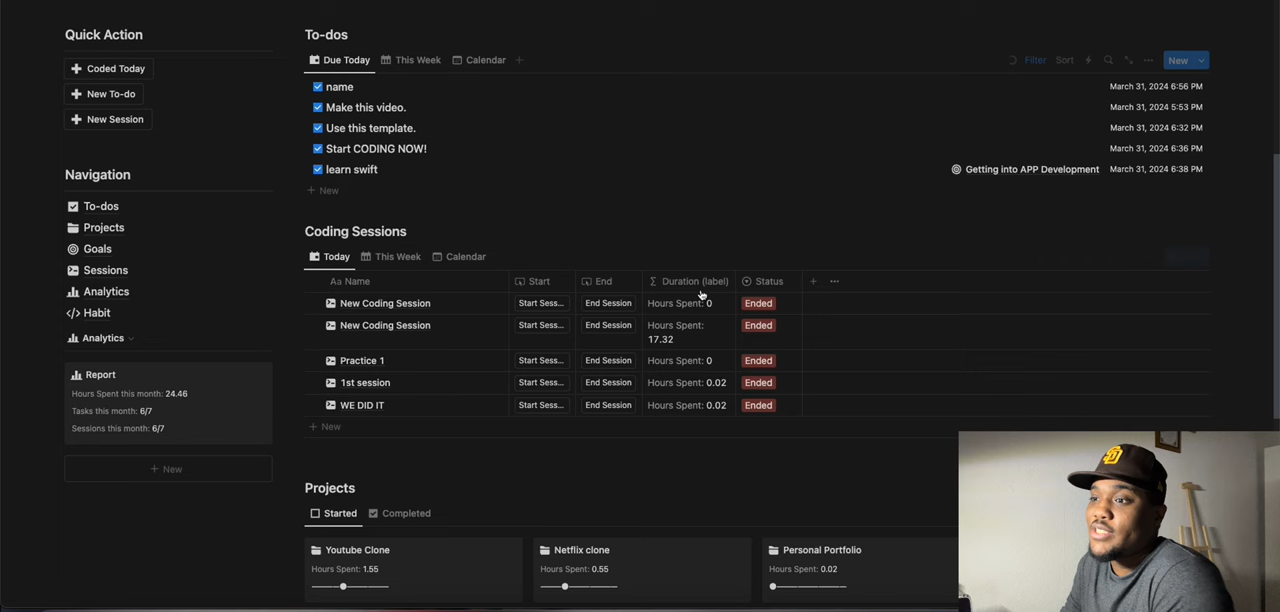 Quick Action
Coded Today
New To-do
New Session
Navigation
To-dos
Projects
Goals
Sessions
Analytics
Habit
Analytics
Report
Hours Spent this month: 24.46
Tasks this month: 6/7
Sessions this month: 6/7
+ New
To-dos
Due Today This Week Calendar +
Filter Sort New
name March 31, 2024 6:56 PM
Make this video. March 31, 2024 5:53 PM
Use this template. March 31, 2024 6:32 PM
Start CODING NOW! March 31, 2024 6:36 PM
learn swift Getting into APP Development March 31, 2024 6:38 PM
+ New
Coding Sessions
Today This Week Calendar
Aa Name Start End Σ Duration (label) Status + ...
New Coding Session Start Sess... End Session Hours Spent: 0 Ended
New Coding Session Start Sess... End Session Hours Spent: Ended
17.32
Practice 1 Start Sess... End Session Hours Spent: 0 Ended
1st session Start Sess... End Session Hours Spent: 0.02 Ended
WE DID IT Start Sess... End Session Hours Spent: 0.02 Ended
+ New
Projects
Started Completed
Youtube Clone Netflix clone Personal Portfolio
Hours Spent: 1.55 Hours Spent: 0.55 Hours Spent: 0.02
SD